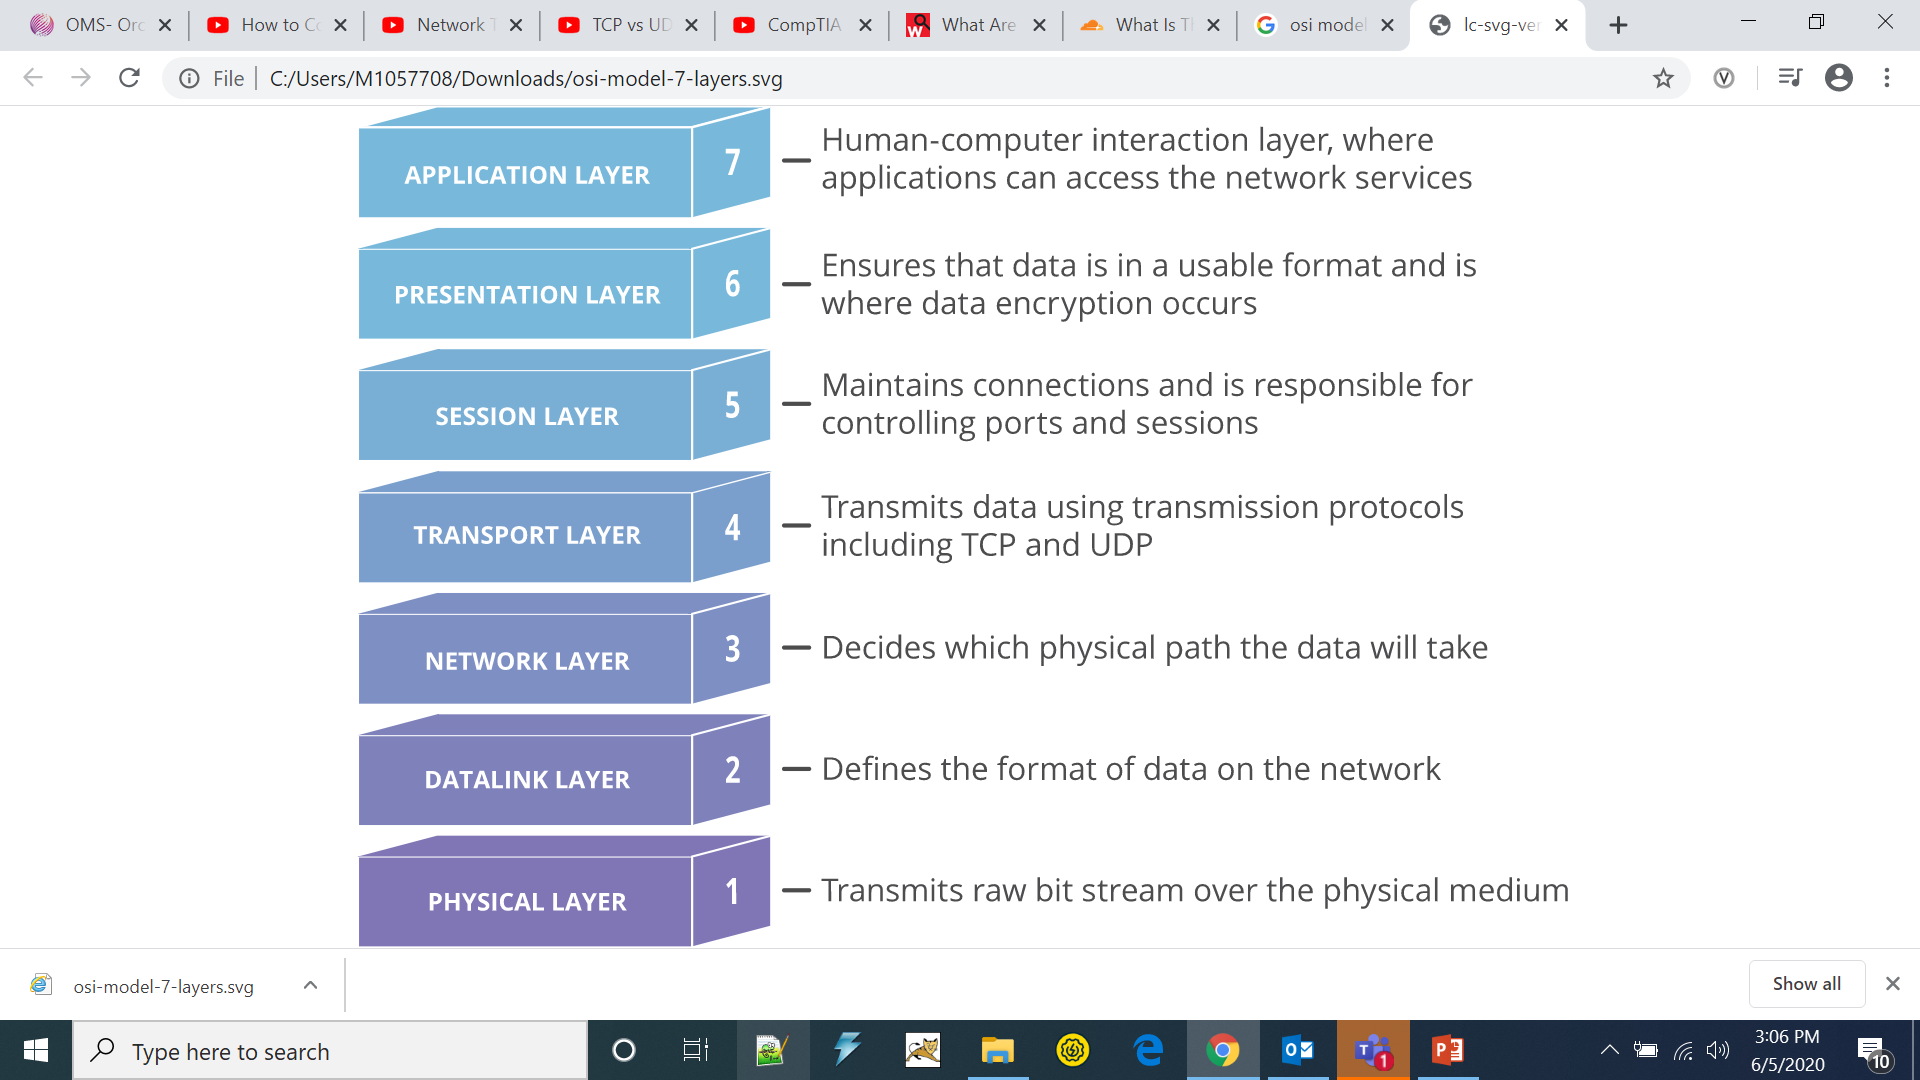 OMS- Orc
How to Co
Network T
TCP vs UD
CompTIA
What Are
What Is Th
osi model
lc-svg-ver
File
C:/Users/M1057708/Downloads/osi-model-7-layers.svg
APPLICATION LAYER
7
Human-computer interaction layer, where
applications can access the network services
PRESENTATION LAYER
6
Ensures that data is in a usable format and is
where data encryption occurs
SESSION LAYER
5
Maintains connections and is responsible for
controlling ports and sessions
TRANSPORT LAYER
4
Transmits data using transmission protocols
including TCP and UDP
NETWORK LAYER
3
Decides which physical path the data will take
DATALINK LAYER
2
Defines the format of data on the network
PHYSICAL LAYER
1
Transmits raw bit stream over the physical medium
osi-model-7-layers.svg
Show all
Type here to search
1
3:06 PM
6/5/2020
10